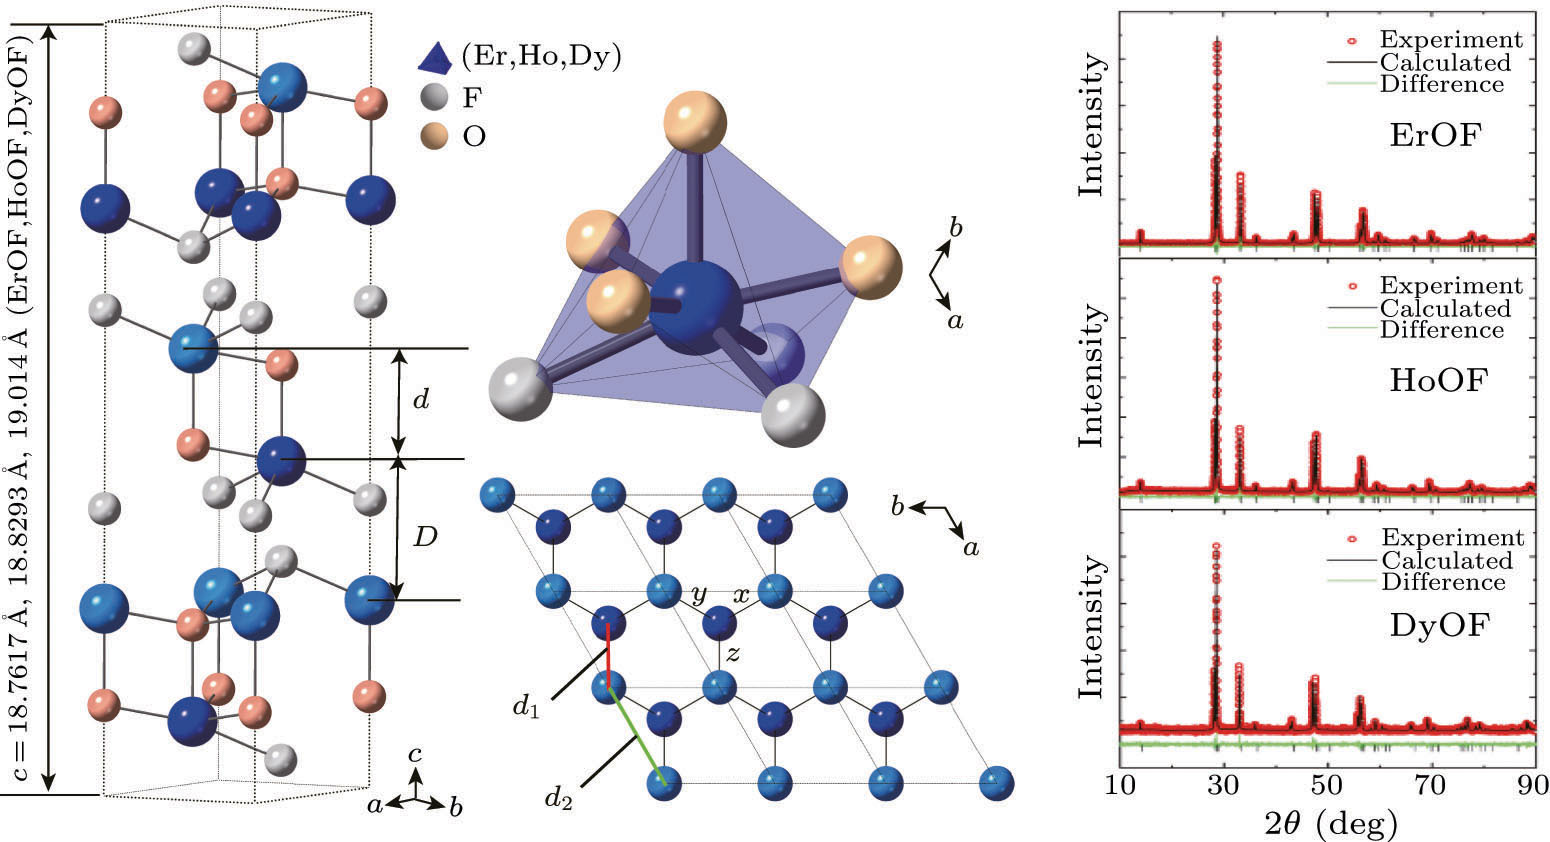 c = 18.7617 Å, 18.8293 Å, 19.014 Å (ErOF,HoOF,DyOF)
d
D
c
a
b
(Er,Ho,Dy)
F
O
b
a
b
a
y
x
z
d1
d2
Intensity
Experiment
Calculated
Difference
ErOF
Intensity
Experiment
Calculated
Difference
HoOF
Intensity
Experiment
Calculated
Difference
DyOF
10 30 50 70 90
2θ (deg)